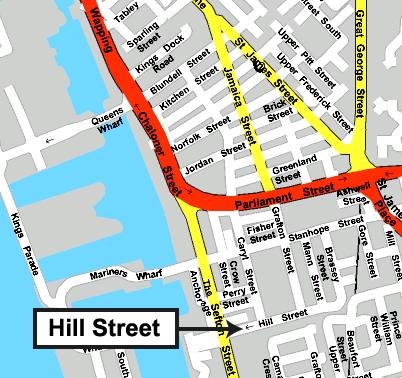 Wapping
Tabley
Sparling
Street
Kings Dock
Road
Blundell Street
Kitchen Street
Norfolk Street
Jordan Street
St. James Street
Jamaica Street
Upper Pitt Street
Upper Frederick Street
Street South
Great George Street
Brick
Street
Greenland
Street
Queens
Wharf
Chaloner Street
Parliament Street
Ashwell
St
St. James
Place
Kings Parade
Mariners Wharf
Fisher
Street
Grafton
Street
Stanhope Street
Caryl Street
Crow
Street
Perry
Street
Mann Street
Brassey
Street
Gore Street
Mill Street
Anchorage
The Sefton Street
Hill Street
Hill Street
South
Grafton
Upper
Beaufort
Street
Prince
William
Street